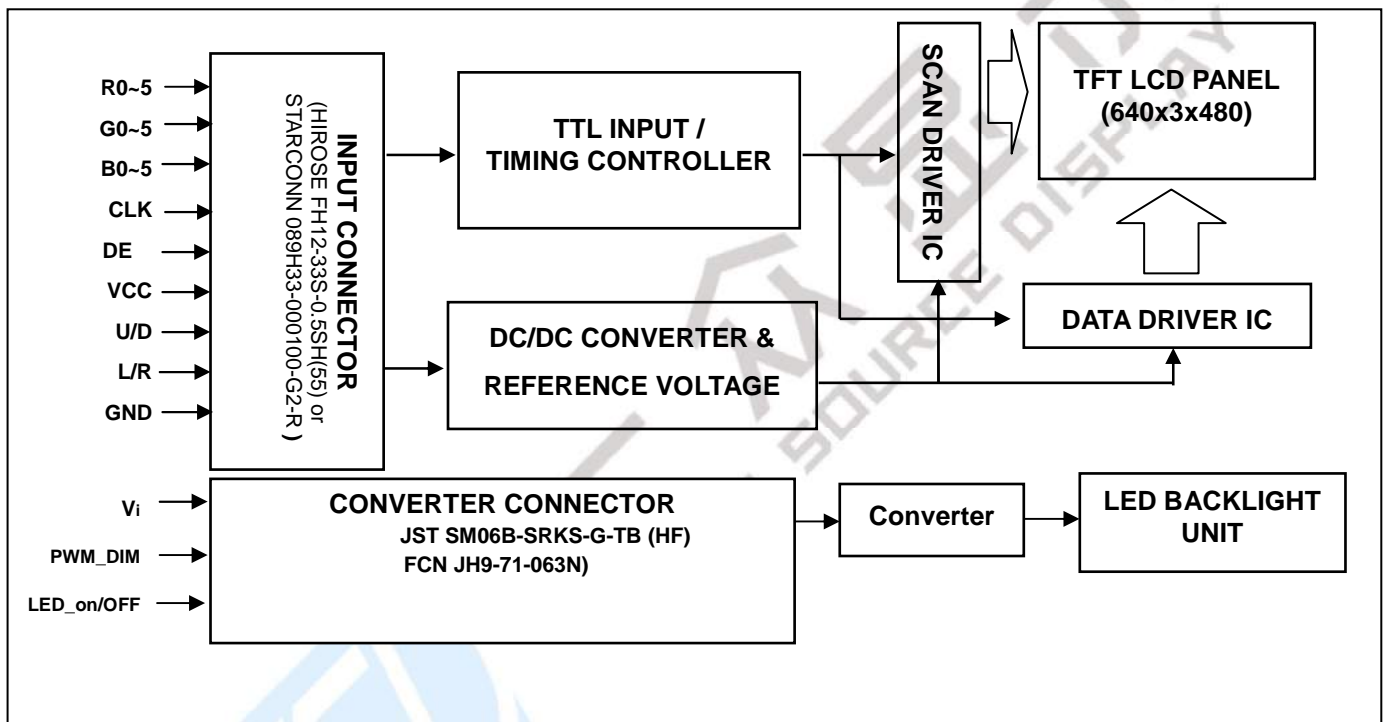 R0~5
G0~5
B0~5
CLK
DE
VCC
U/D
L/R
GND
INPUT CONNECTOR
(HIROSE FH12-33S-0.5SH(55) or
STARCONN 089H33-000100-G2-R )
TTL INPUT /
TIMING CONTROLLER
DC/DC CONVERTER &
REFERENCE VOLTAGE
SCAN DRIVER IC
TFT LCD PANEL
(640x3x480)
DATA DRIVER IC
Vi
PWM_DIM
LED_on/OFF
CONVERTER CONNECTOR
JST SM06B-SRKS-G-TB (HF)
FCN JH9-71-063N)
Converter
LED BACKLIGHT
UNIT
SOURCE DISPLAY